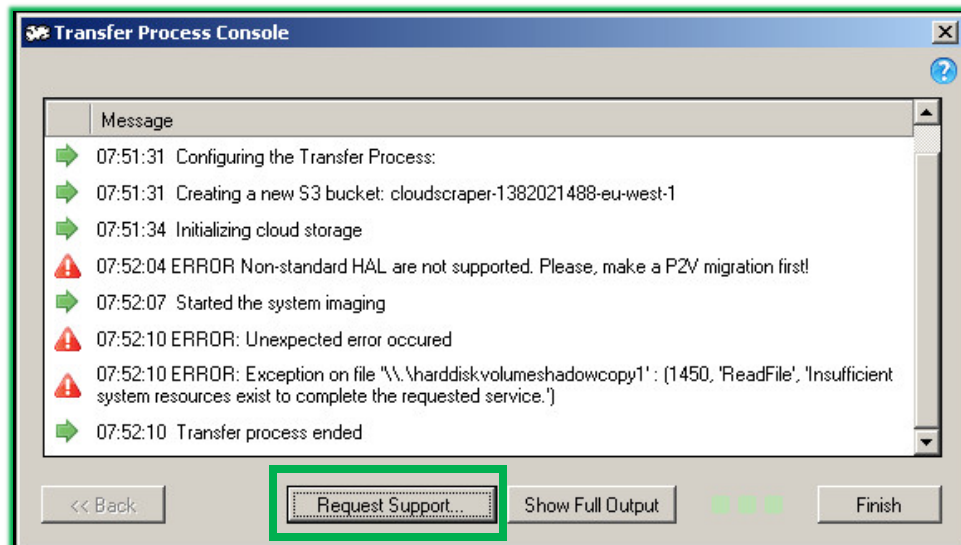 Transfer Process Console
?
Message
07:51:31 Configuring the Transfer Process:
07:51:31 Creating a new S3 bucket: cloudscraper-1382021488-eu-west-1
07:51:34 Initializing cloud storage
07:52:04 ERROR Non-standard HAL are not supported. Please, make a P2V migration first!
07:52:07 Started the system imaging
07:52:10 ERROR: Unexpected error occured
07:52:10 ERROR: Exception on file '\\.\harddiskvolumeshadowcopy1' : (1450, 'ReadFile', 'Insufficient
system resources exist to complete the requested service.')
07:52:10 Transfer process ended
<< Back Request Support... Show Full Output Finish